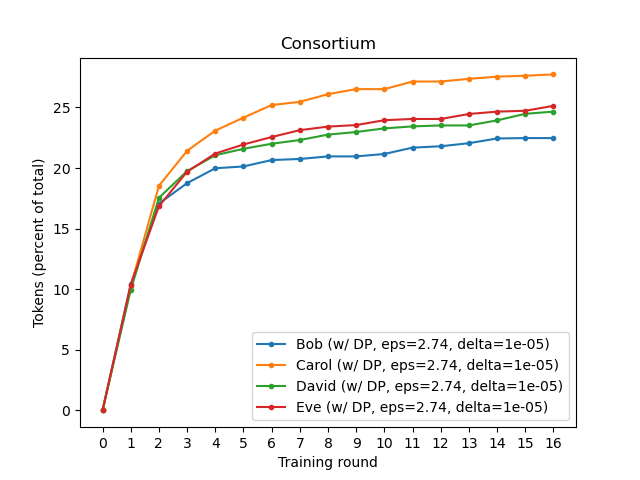 Consortium
Tokens (percent of total)
25
20
15
10
5
0
Bob (w/ DP, eps=2.74, delta=1e-05)
Carol (w/ DP, eps=2.74, delta=1e-05)
David (w/ DP, eps=2.74, delta=1e-05)
Eve (w/ DP, eps=2.74, delta=1e-05)
0 1 2 3 4 5 6 7 8 9 10 11 12 13 14 15 16
Training round